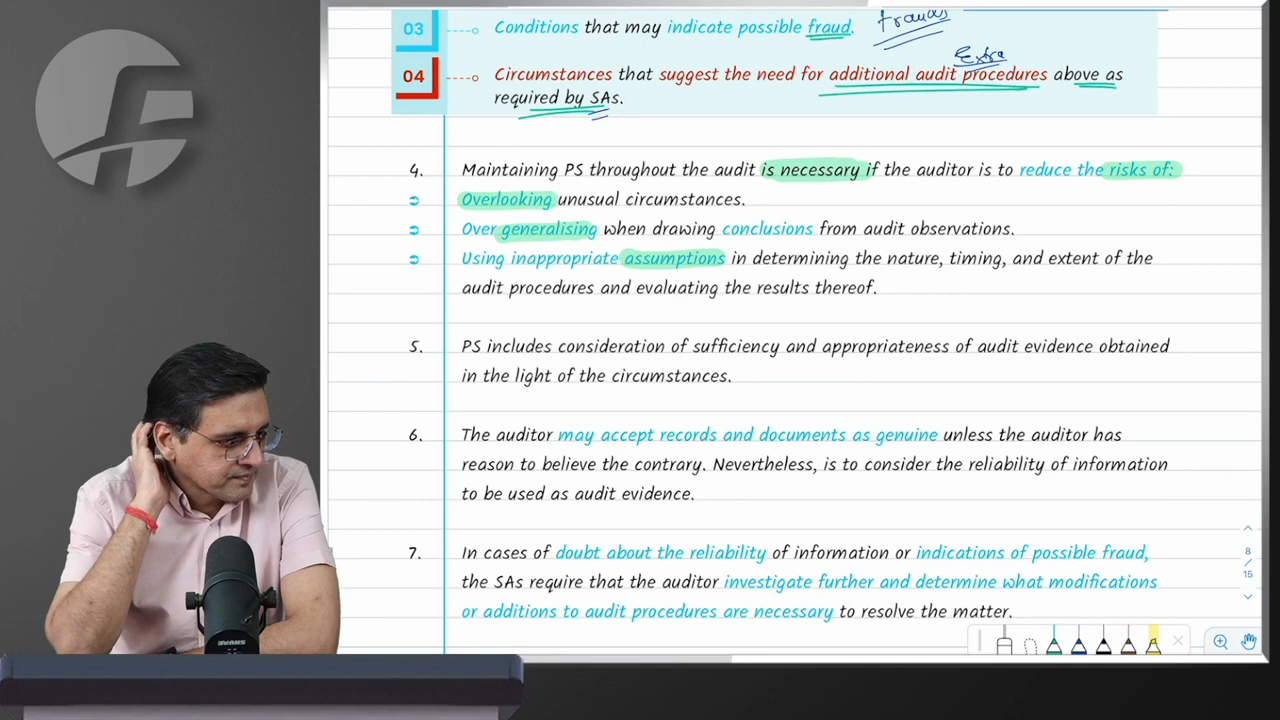 03 Conditions that may indicate possible fraud. Frauds
Extra
04 Circumstances that suggest the need for additional audit procedures above as
required by SAs.
4. Maintaining PS throughout the audit is necessary if the auditor is to reduce the risks of:
Overlooking unusual circumstances.
Over generalising when drawing conclusions from audit observations.
Using inappropriate assumptions in determining the nature, timing, and extent of the
audit procedures and evaluating the results thereof.
5. PS includes consideration of sufficiency and appropriateness of audit evidence obtained
in the light of the circumstances.
6. The auditor may accept records and documents as genuine unless the auditor has
reason to believe the contrary. Nevertheless, is to consider the reliability of information
to be used as audit evidence.
7. In cases of doubt about the reliability of information or indications of possible fraud,
the SAs require that the auditor investigate further and determine what modifications
or additions to audit procedures are necessary to resolve the matter.
8
/
15
SHURE